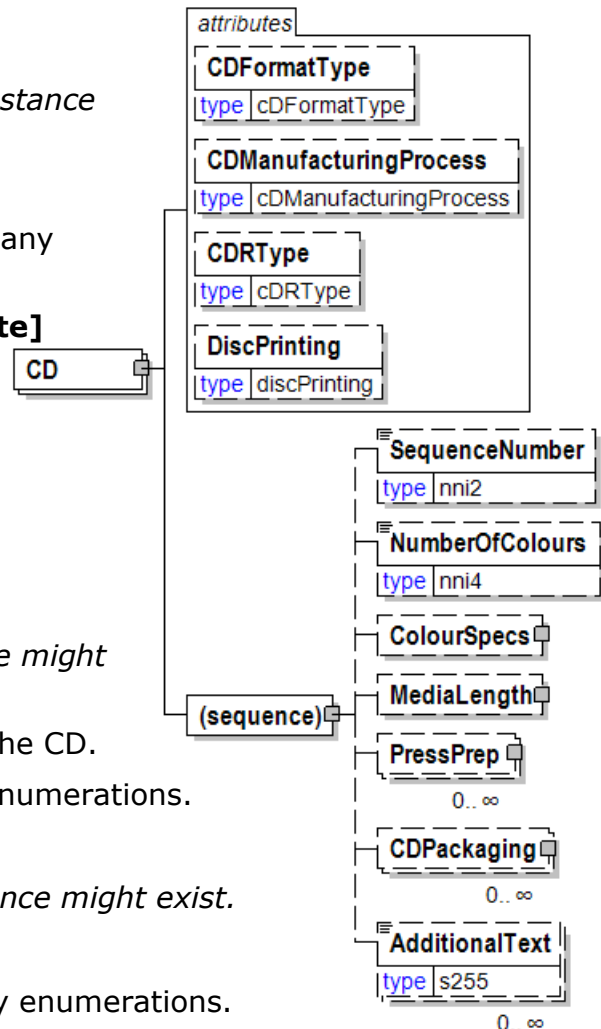 attributes
CDFormatType
type cDFormatType
stance
CDManufacturingProcess
type cDManufacturingProcess
any
CDRType
type cDRType
te]
DiscPrinting
CD
type discPrinting
SequenceNumber
type nni2
NumberOfColours
type nni4
ColourSpecs
e might
MediaLength
(sequence)
he CD.
PressPrep
numerations.
0..∞
CDPackaging
0..∞
nce might exist.
AdditionalText
type s255
y enumerations.
0..∞